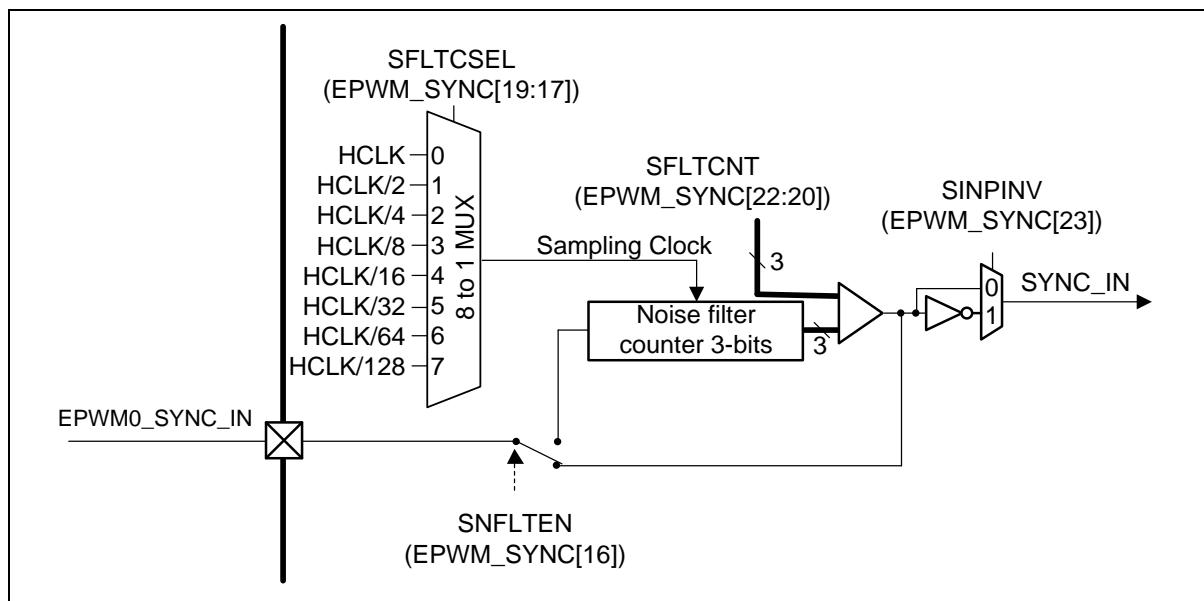 SFLTCSEL
(EPWM_SYNC[19:17])
HCLK 0
HCLK/2 1
HCLK/4 2
HCLK/8 3
HCLK/16 4
HCLK/32 5
HCLK/64 6
HCLK/128 7
8 to 1 MUX
Sampling Clock
SFLTCNT
(EPWM_SYNC[22:20])
3
Noise filter
counter 3-bits
3
SINPINV
(EPWM_SYNC[23])
0
1
SYNC_IN
EPWM0_SYNC_IN
SNFLTEN
(EPWM_SYNC[16])